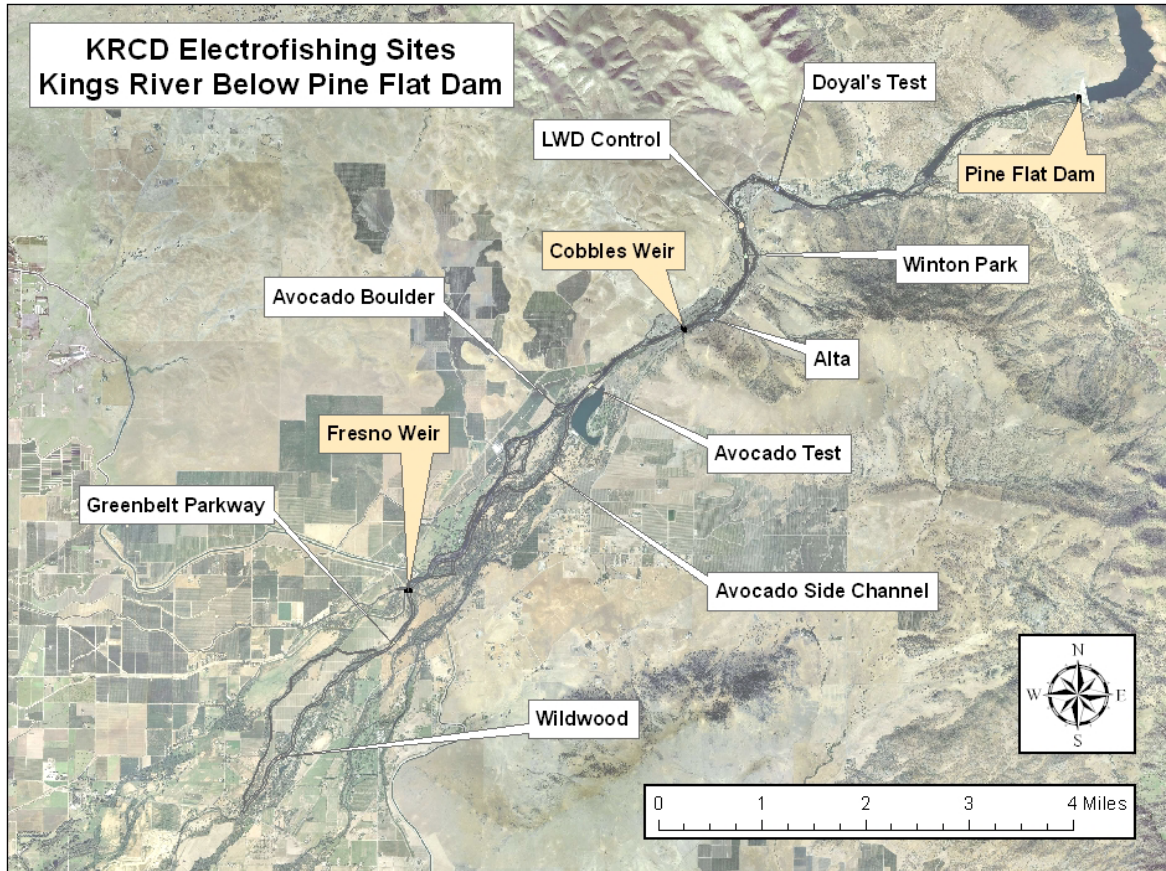 KRCD Electrofishing Sites
Kings River Below Pine Flat Dam
Doyal's Test
LWD Control
Pine Flat Dam
Cobbles Weir
Winton Park
Avocado Boulder
Alta
Fresno Weir
Avocado Test
Greenbelt Parkway
Avocado Side Channel
N
W
E
S
Wildwood
0 1 2 3 4 Miles